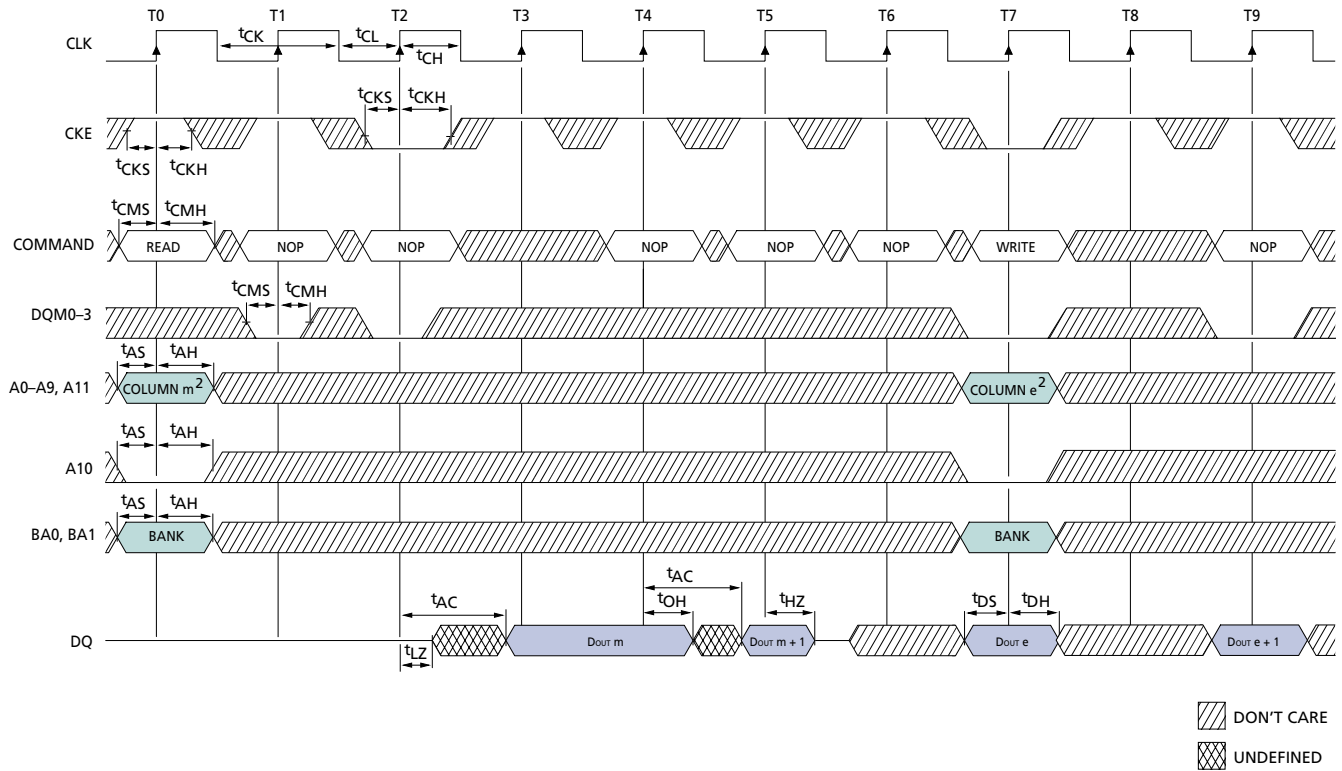 T0 T1 T2 T3 T4 T5 T6 T7 T8 T9
CLK tCK tCL tCH
tCKS tCKH
CKE
tCKS tCKH
tCMS tCMH
COMMAND READ NOP NOP NOP NOP NOP WRITE NOP
tCMS tCMH
DQM0–3
tAS tAH
A0–A9, A11 COLUMN m2 COLUMN e2
tAS tAH
A10
tAS tAH
BA0, BA1 BANK BANK
tAC tAC tOH tHZ tDS tDH
DQ DOUT m DOUT m + 1 DOUT e DOUT e + 1
tLZ
DON'T CARE
UNDEFINED